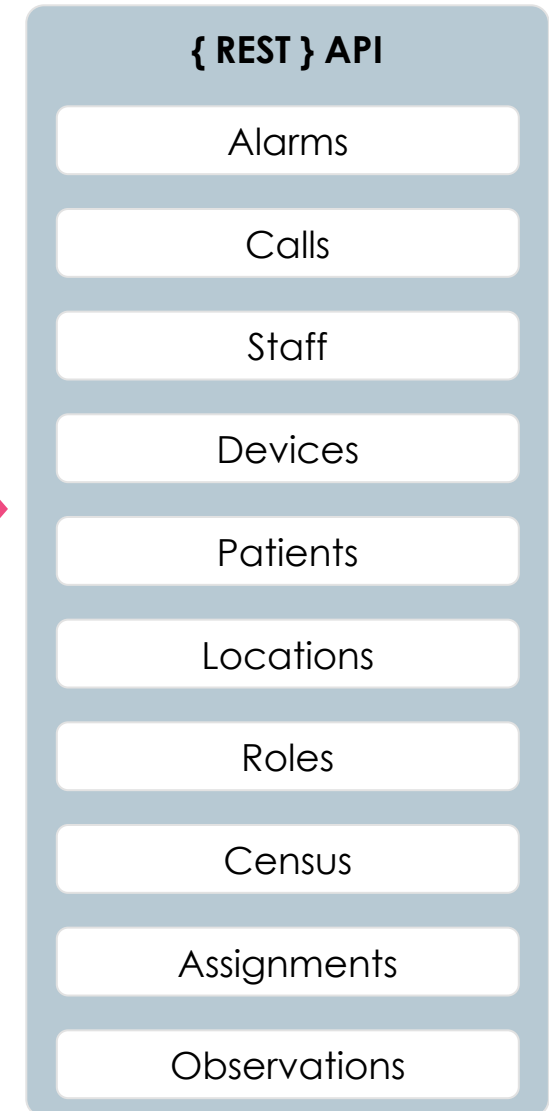 { REST } API
Alarms
Calls
Staff
Devices
Patients
Locations
Roles
Census
Assignments
Observations